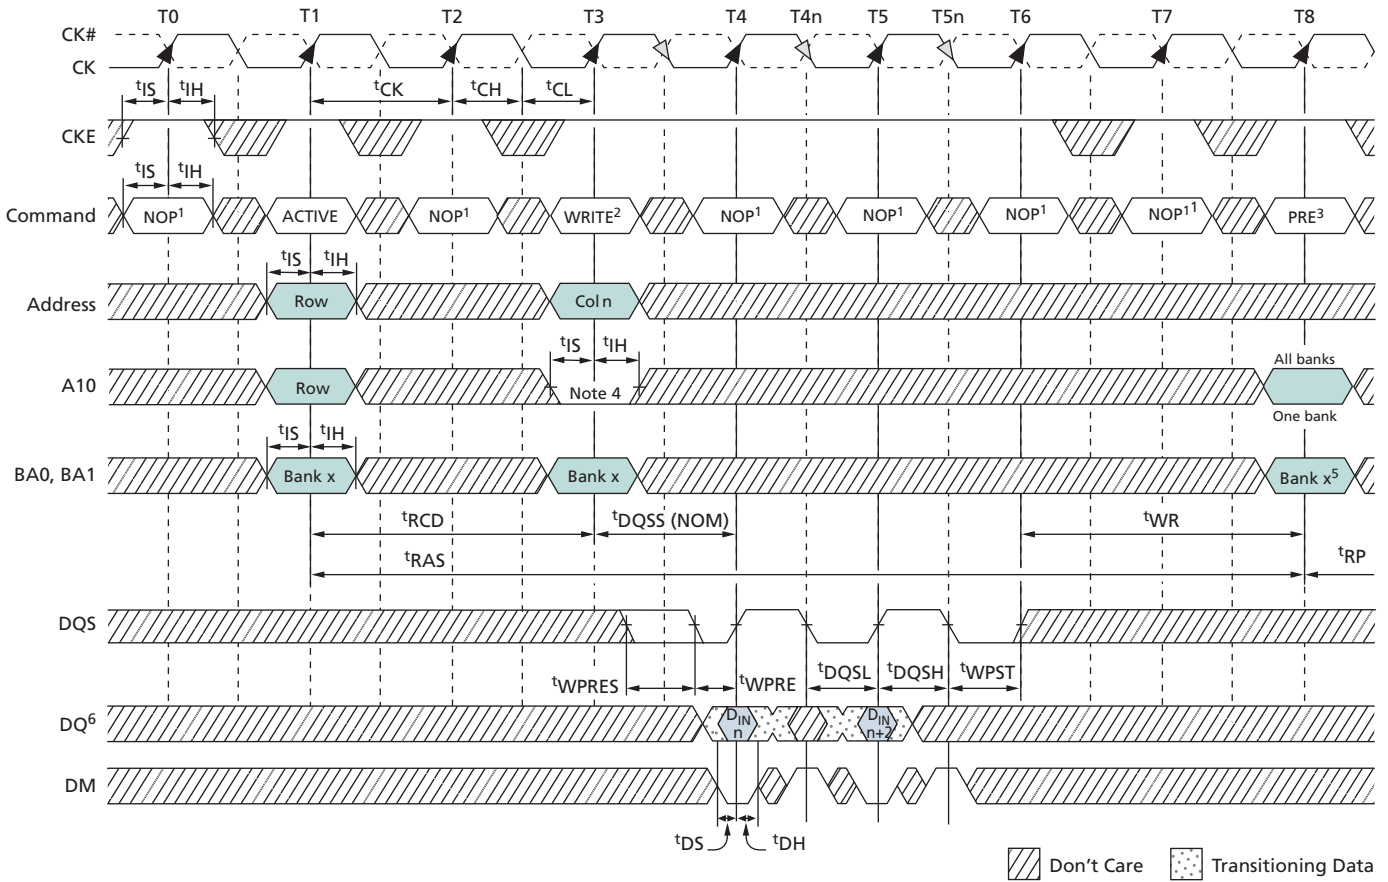 T0 T1 T2 T3 T4 T4n T5 T5n T6 T7 T8
CK#
CK
tIS tIH tCK tCH tCL
CKE
tIS tIH
Command NOP1 ACTIVE NOP1 WRITE2 NOP1 NOP1 NOP1 NOP11 PRE3
tIS tIH
Address Row Col n
tIS tIH
All banks
A10 Row Note 4
One bank
tIS tIH
BA0, BA1 Bank x Bank x Bank x5
tRCD tDQSS (NOM) tWR
tRAS tRP
DQS
tWPRES tWPRE tDQSL tDQSH tWPST
DQ6 DIN n DIN n+2
DM
tDS tDH
Don't Care Transitioning Data